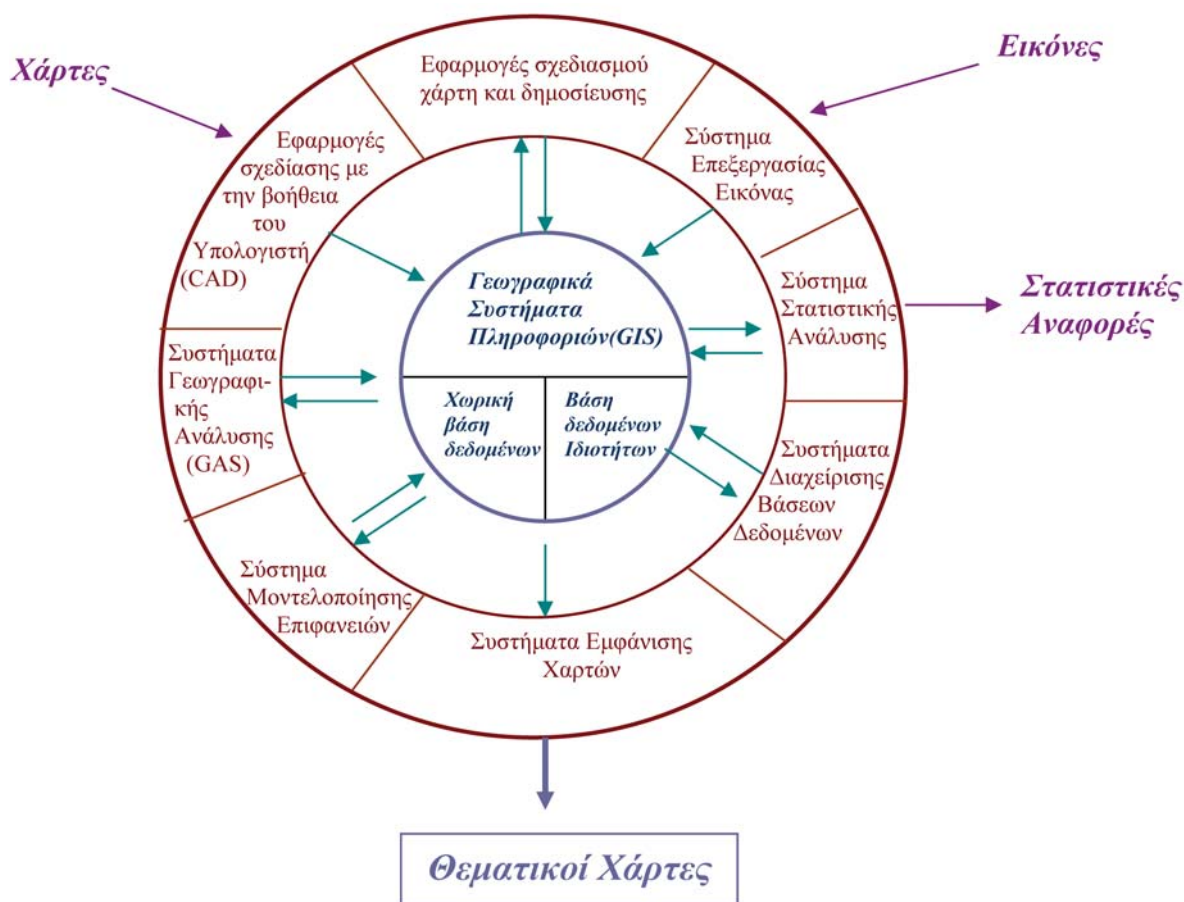 Χάρτες
Εικόνες
Εφαρμογές σχεδιασμού
χάρτη και δημοσίευσης
Εφαρμογές
σχεδίασης με
την βοήθεια
του
Υπολογιστή
(CAD)
Σύστημα
Επεξεργασίας
Εικόνας
Γεωγραφικά
Συστήματα
Πληροφοριών(GIS)
Σύστημα
Στατιστικής
Ανάλυσης
Στατιστικές
Αναφορές
Συστήματα
Γεωγραφι-
κής
Ανάλυσης
(GAS)
Χωρική
βάση
δεδομένων
Βάση
δεδομένων
Ιδιοτήτων
Συστήματα
Διαχείρισης
Βάσεων
Δεδομένων
Σύστημα
Μοντελοποίησης
Επιφανειών
Συστήματα Εμφάνισης
Χαρτών
Θεματικοί Χάρτες